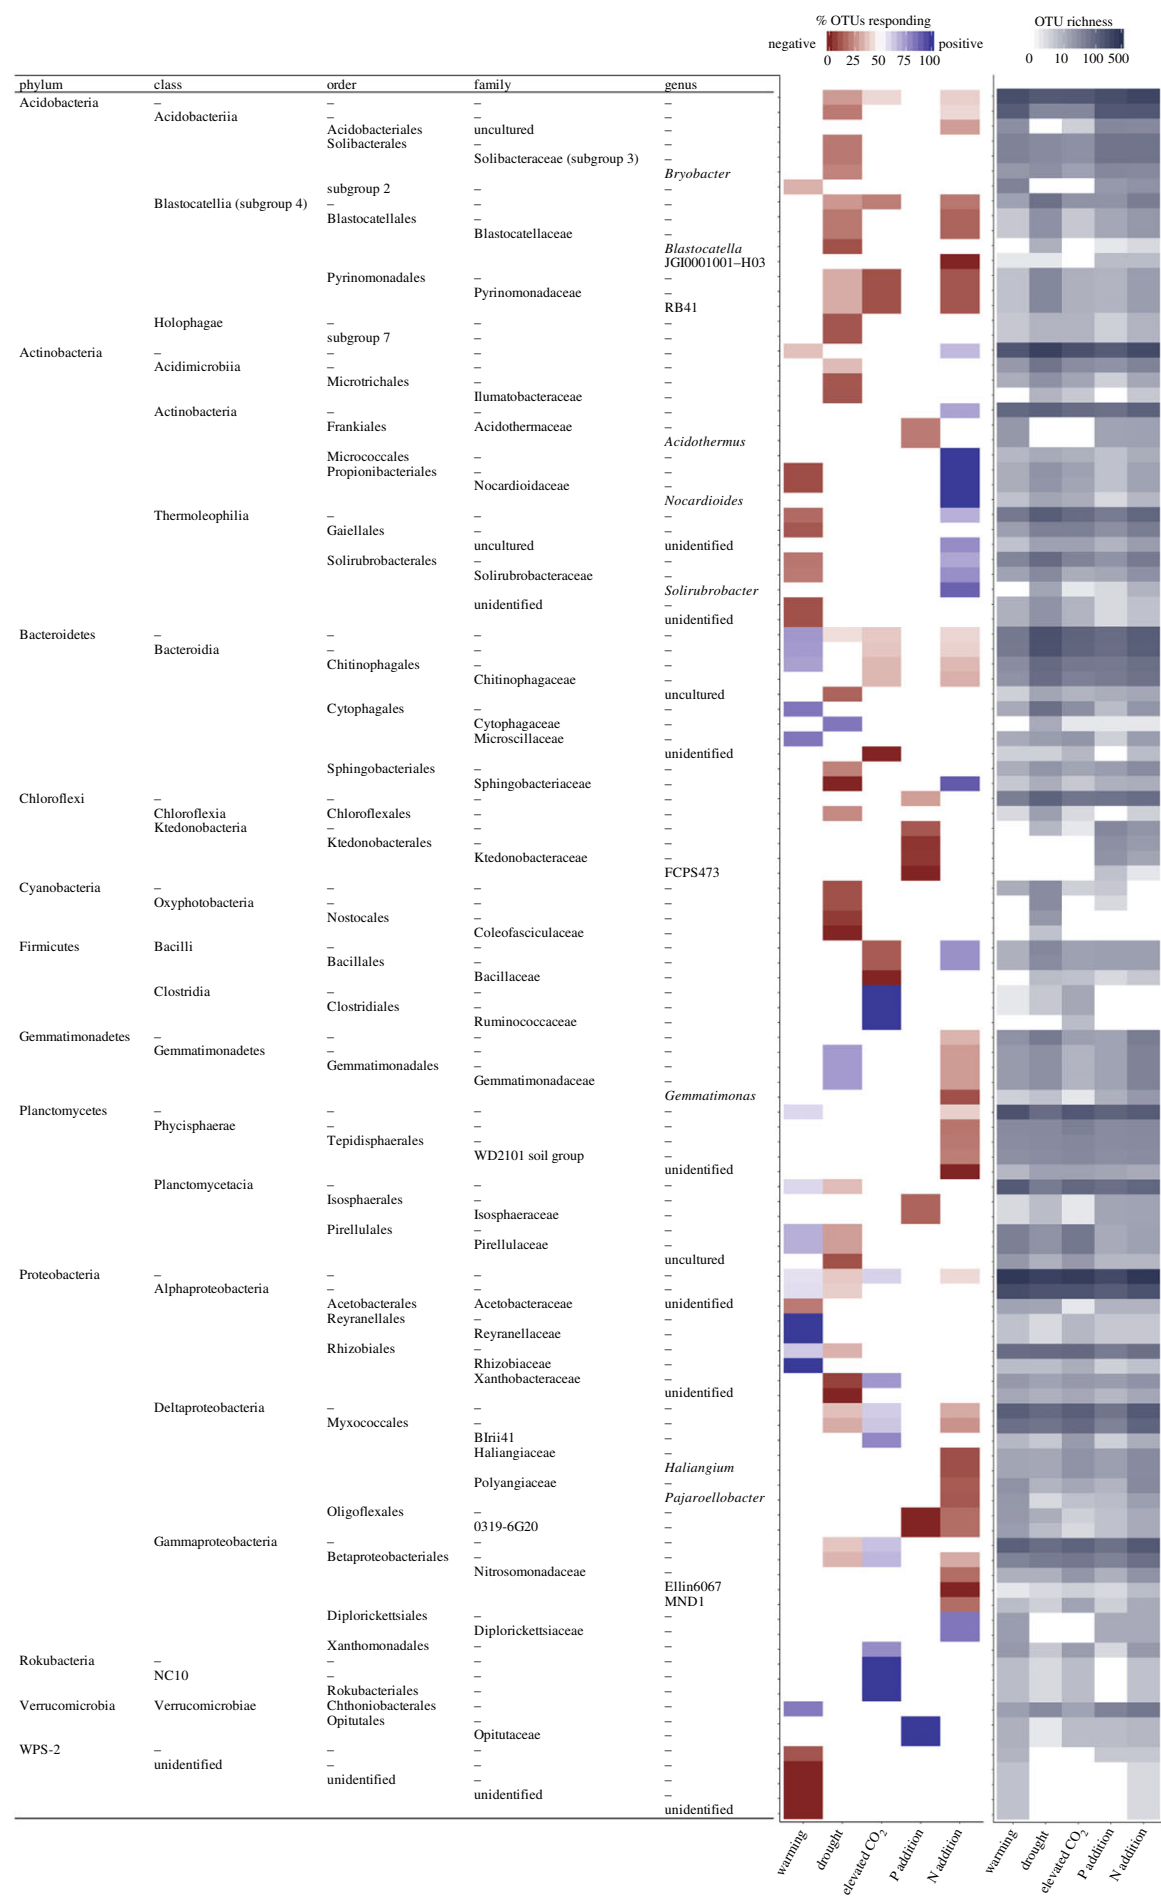 % OTUs responding OTU richness
negative positive
0 25 50 75 100 0 10 100 500
phylum class order family genus
Acidobacteria – – – –
Acidobacteriia – – –
Acidobacteriales uncultured –
Solibacterales – –
Solibacteraceae (subgroup 3) –
Bryobacter
subgroup 2 – –
Blastocatellia (subgroup 4) – – –
Blastocatellales – –
Blastocatellaceae –
Blastocatella
JGI0001001–H03
Pyrinomonadales – –
Pyrinomonadaceae –
RB41
Holophagae – – –
subgroup 7 – –
Actinobacteria – – – –
Acidimicrobiia – – –
Microtrichales – –
Ilumatobacteraceae –
Actinobacteria – – –
Frankiales Acidothermaceae –
Acidothermus
Micrococcales – –
Propionibacteriales – –
Nocardioidaceae –
Nocardioides
Thermoleophilia – – –
Gaiellales – –
uncultured unidentified
Solirubrobacterales – –
Solirubrobacteraceae –
Solirubrobacter
unidentified –
unidentified
Bacteroidetes – – – –
Bacteroidia – – –
Chitinophagales – –
Chitinophagaceae –
uncultured
Cytophagales – –
Cytophagaceae –
Microscillaceae –
unidentified
Sphingobacteriales – –
Sphingobacteriaceae –
Chloroflexi – – – –
Chloroflexia Chloroflexales – –
Ktedonobacteria – – –
Ktedonobacterales – –
Ktedonobacteraceae –
FCPS473
Cyanobacteria – – – –
Oxyphotobacteria – – –
Nostocales – –
Coleofasciculaceae –
Firmicutes Bacilli – – –
Bacillales – –
Bacillaceae –
Clostridia – – –
Clostridiales – –
Ruminococcaceae –
Gemmatimonadetes – – – –
Gemmatimonadetes – – –
Gemmatimonadales – –
Gemmatimonadaceae –
Gemmatimonas
Planctomycetes – – – –
Phycisphaerae – – –
Tepidisphaerales – –
WD2101 soil group –
unidentified
Planctomycetacia – – –
Isosphaerales – –
Isosphaeraceae –
Pirellulales – –
Pirellulaceae –
uncultured
Proteobacteria – – – –
Alphaproteobacteria – – –
Acetobacterales Acetobacteraceae unidentified
Reyranellales – –
Reyranellaceae –
Rhizobiales – –
Rhizobiaceae –
Xanthobacteraceae –
unidentified
Deltaproteobacteria – – –
Myxococcales – –
BIrii41 –
Haliangiaceae –
Haliangium
Polyangiaceae –
Pajaroellobacter
Oligoflexales – –
0319-6G20 –
Gammaproteobacteria – – –
Betaproteobacteriales – –
Nitrosomonadaceae –
Ellin6067
MND1
Diplorickettsiales – –
Diplorickettsiaceae –
Xanthomonadales – –
Rokubacteria – – – –
NC10 – – –
Rokubacteriales – –
Verrucomicrobia Verrucomicrobiae Chthoniobacterales – –
Opitutales – –
Opitutaceae –
WPS-2 – – – –
unidentified – – –
unidentified – –
unidentified –
unidentified
warming drought elevated CO2 P addition N addition warming drought elevated CO2 P addition N addition